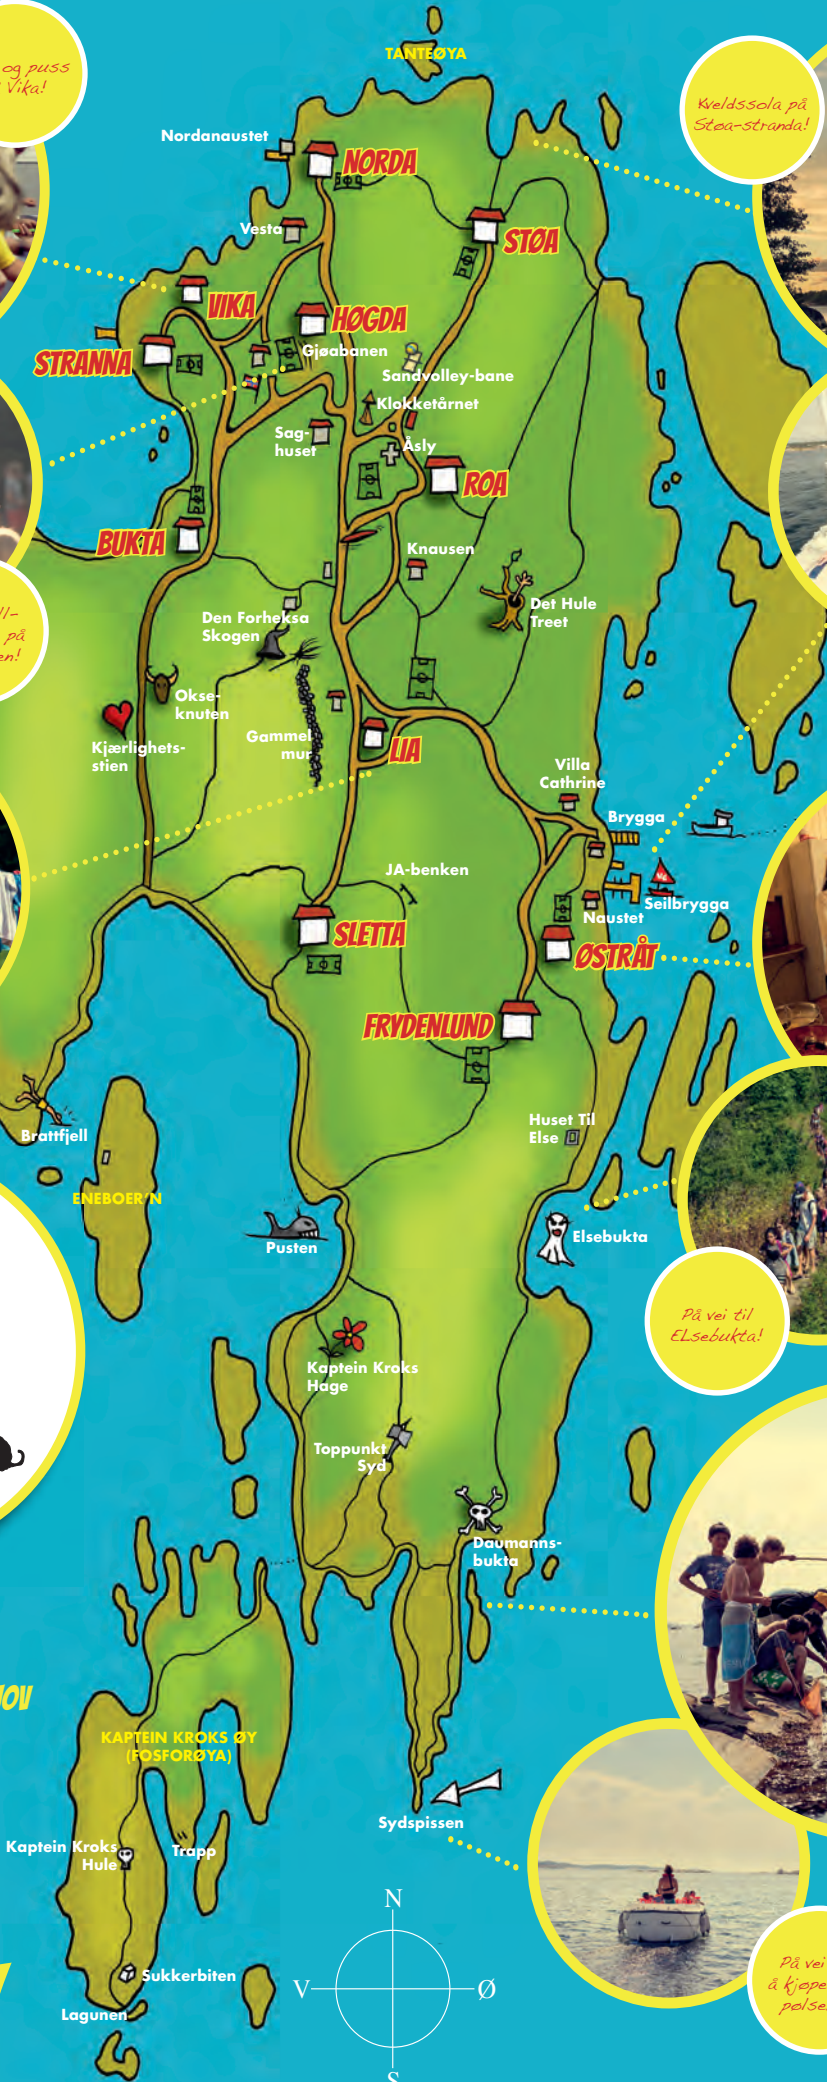 og puss
Vika!
TANTEØYA
Kveldssola på
Støa-stranda!
Nordanaustet
NORDA
Vesta
STØA
VIKA
HØGDA
STRANNA
Gjøabanen
Sandvolley-bane
Klokketårnet
Sag-
huset
Åsly
ROA
BUKTA
Knausen
på
Den Forheksa
Skogen
Det Hule
Treet
Okse-
knuten
Kjærlighets-
stien
Gammel
mur
LIA
Villa
Cathrine
Brygga
JA-benken
Seilbrygga
Naustet
SLETTA
ØSTRÅT
FRYDENLUND
Brattfjell
Huset Til
Else
ENEBOER'N
Pusten
Elsebukta
På vei til
ELsebukta!
Kaptein Kroks
Hage
Toppunkt
Syd
Daumanns-
bukta
KAPTEIN KROKS ØY
(FOSFORØYA)
Sydspissen
Kaptein Kroks
Hule
Trapp
N
V
Ø
S
Sukkerbiten
Lagunen
På vei
å kjøpe
pølse